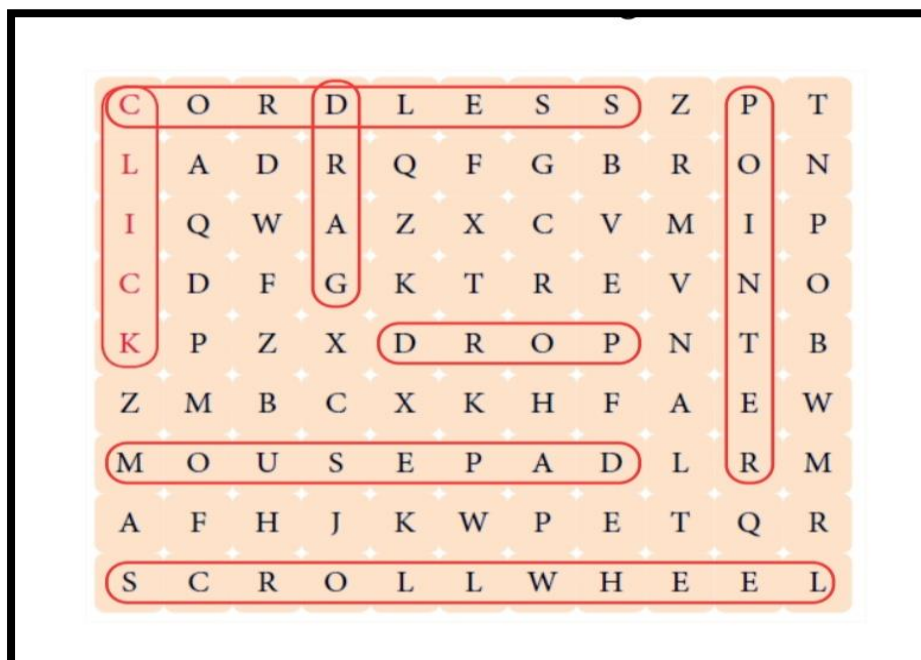 C O R D L E S S Z P T
L A D R Q F G B R O N
I Q W A Z X C V M I P
C D F G K T R E V N O
K P Z X D R O P N T B
Z M B C X K H F A E W
M O U S E P A D L R M
A F H J K W P E T Q R
S C R O L L W H E E L